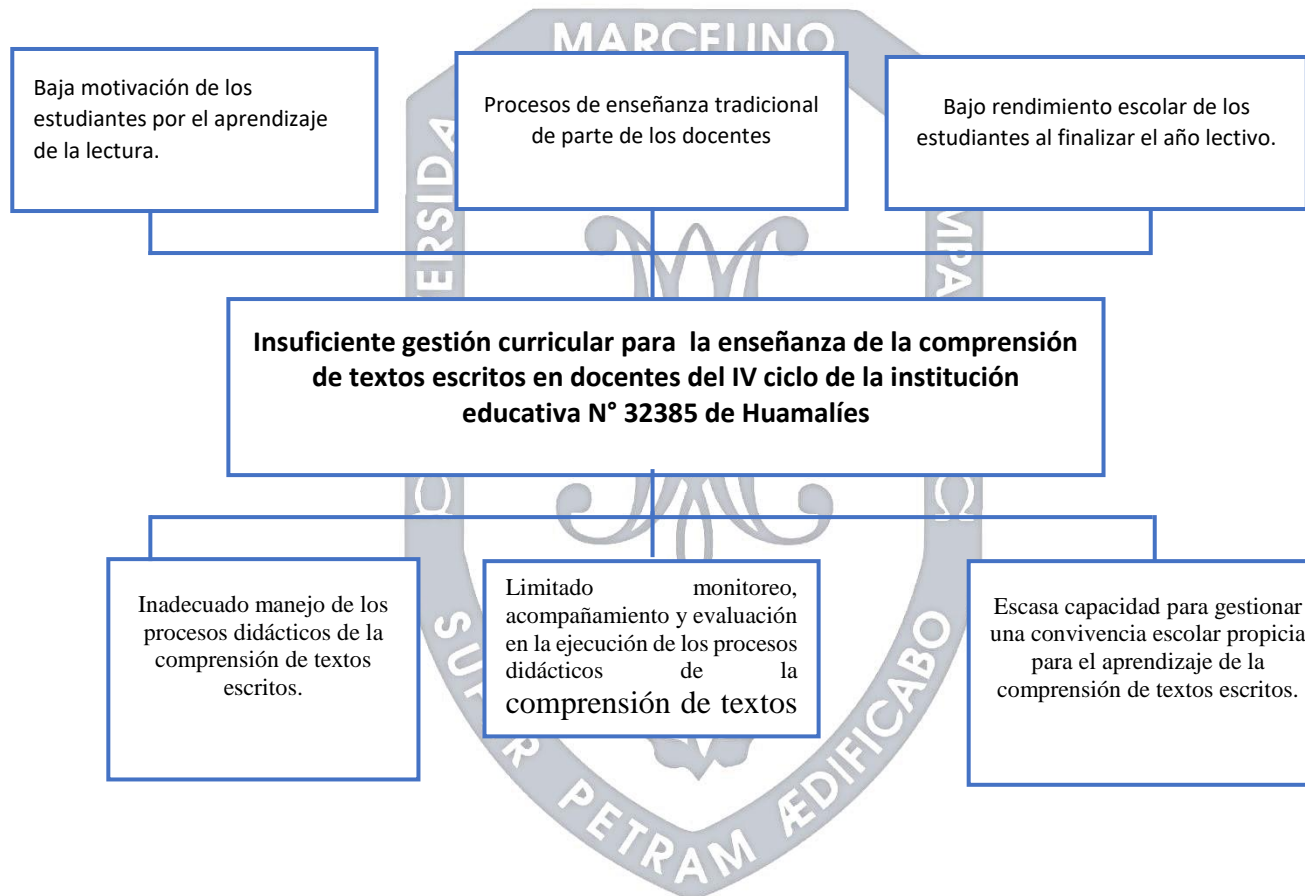 MARCELINO
Baja motivación de los
estudiantes por el aprendizaje
de la lectura.
Procesos de enseñanza tradicional
de parte de los docentes
Bajo rendimiento escolar de los
estudiantes al finalizar el año lectivo.
ERSIDA
MPA
Insuficiente gestión curricular para la enseñanza de la comprensión
de textos escritos en docentes del IV ciclo de la institución
educativa N° 32385 de Huamalíes
Inadecuado manejo de los
procesos didácticos de la
comprensión de textos
escritos.
Limitado monitoreo,
acompañamiento y evaluación
en la ejecución de los procesos
didácticos de la
comprensión de textos
Escasa capacidad para gestionar
una convivencia escolar propicia
para el aprendizaje de la
comprensión de textos escritos.
PETRAM ÆDIFICABO